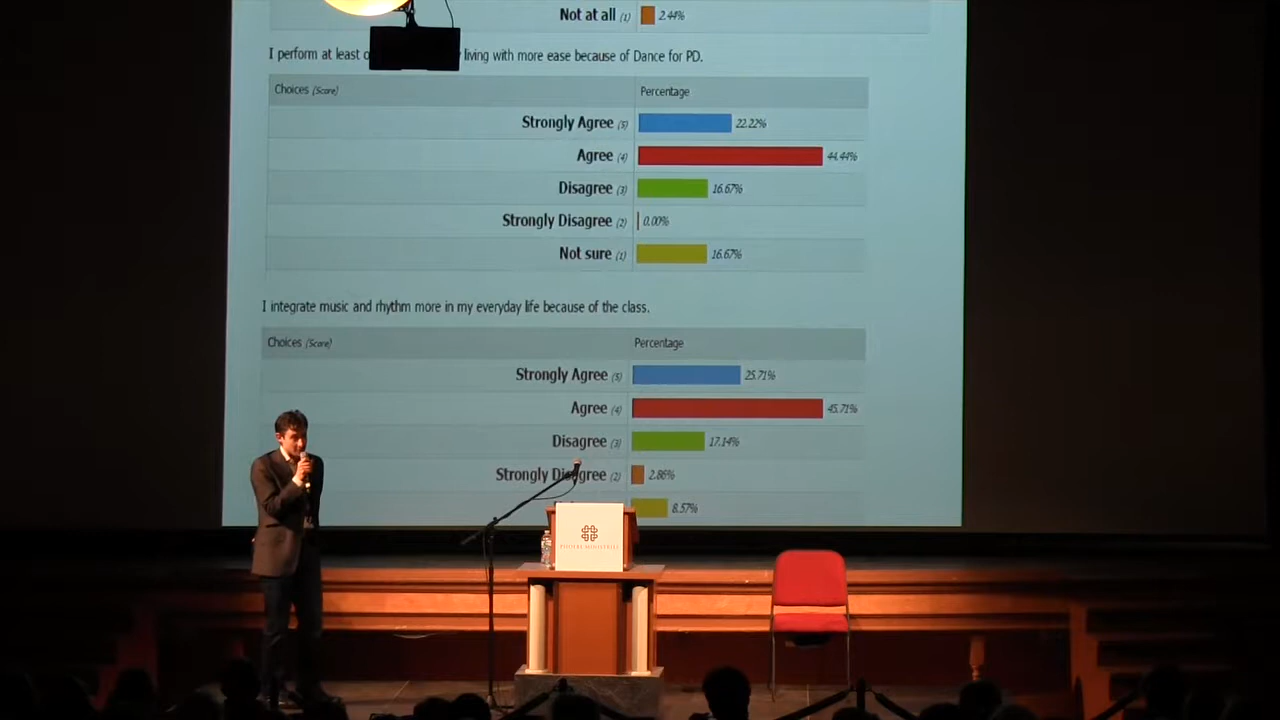 Not at all (1) 2.44%
I perform at least living with more ease because of Dance for PD.
Choices (Score) Percentage
Strongly Agree (5) 22.22%
Agree (4) 44.44%
Disagree (3) 16.67%
Strongly Disagree (2) 0.00%
Not sure (1) 16.67%
I integrate music and rhythm more in my everyday life because of the class.
Choices (Score) Percentage
Strongly Agree (5) 25.71%
Agree (4) 45.71%
Disagree (3) 17.14%
Strongly Disagree (2) 2.86%
8.57%
PHOEBE MINISTRIES